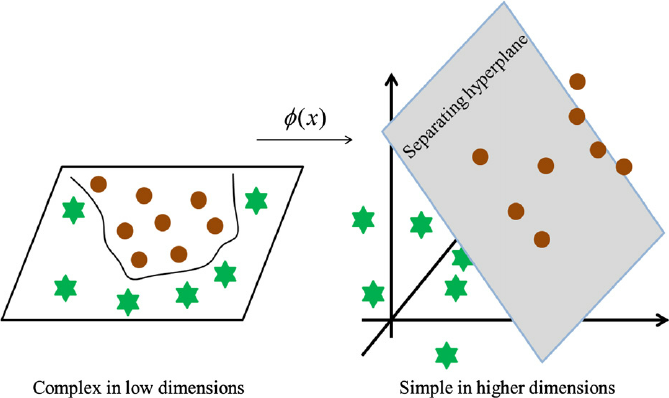 ϕ(x)
Separating hyperplane
Complex in low dimensions
Simple in higher dimensions